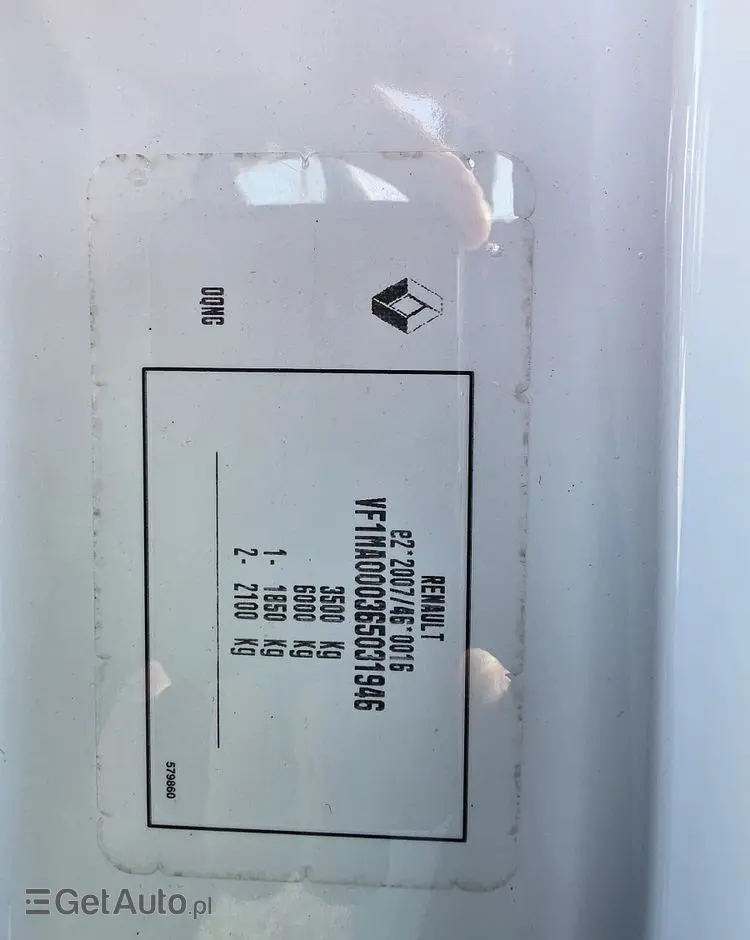 RENAULT
e2*2007/46*0016
VF1MA000365031946
3500 Kg
6000 Kg
1- 1850 Kg
2- 2100 Kg
579860
OQNG
GetAuto.pl